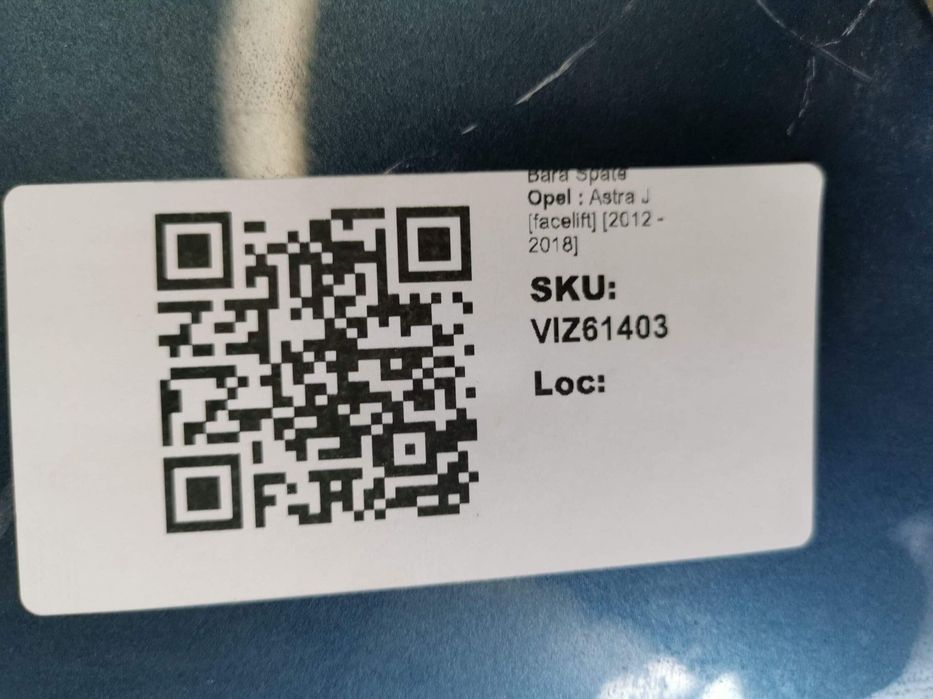 Bara Spate
Opel : Astra J
[facelift] [2012 -
2018]
SKU:
VIZ61403
Loc: